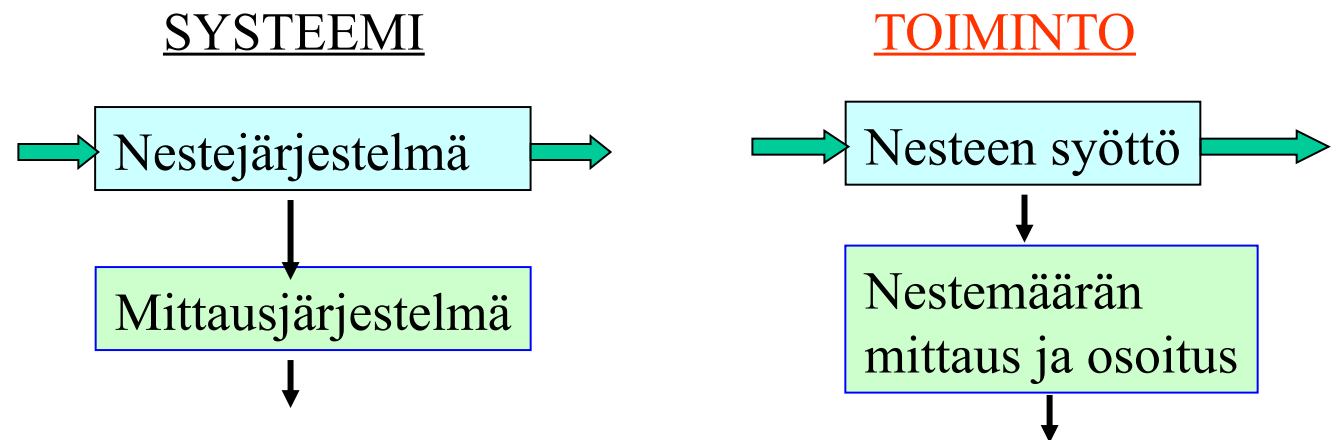 SYSTEEMI
Nestejärjestelmä
Mittausjärjestelmä
TOIMINTO
Nesteen syöttö
Nestemäärän
mittaus ja osoitus